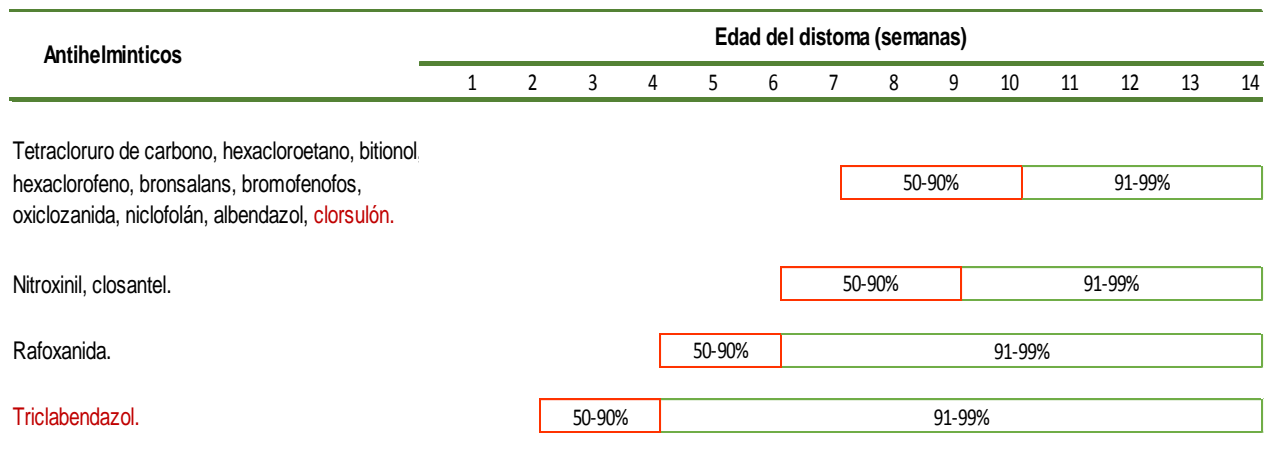 Antihelminticos
Edad del distoma (semanas)
1 2 3 4 5 6 7 8 9 10 11 12 13 14
Tetracloruro de carbono, hexacloroetano, bitionol,
hexaclorofeno, bronsalans, bromofenofos,
oxiclozanida, niclofolán, albendazol, clorsulón.
50-90% 91-99%
Nitroxinil, closantel.
50-90% 91-99%
Rafoxanida.
50-90% 91-99%
Triclabendazol.
50-90% 91-99%